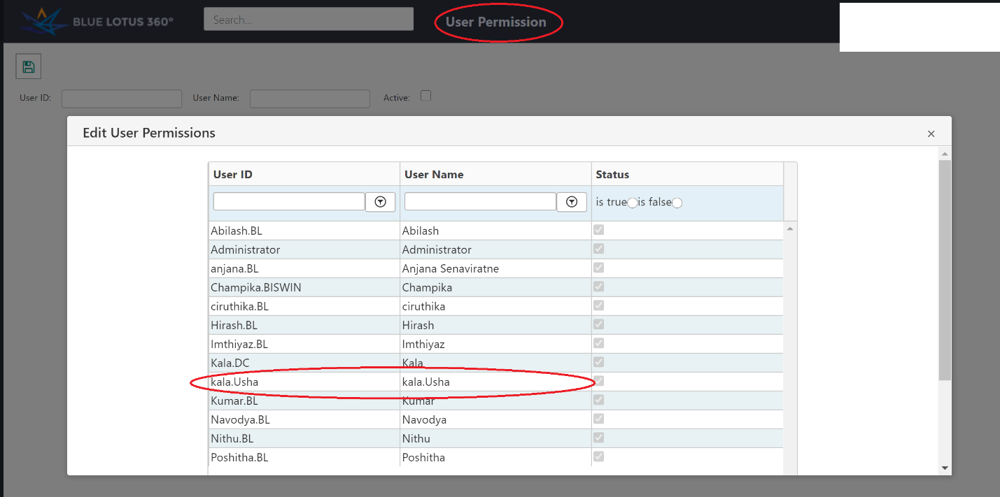 BLUE LOTUS 360°
Search...
User Permission
User ID:
User Name:
Active:
Edit User Permissions
×
User ID User Name Status
is true is false
Abilash.BL Abilash
Administrator Administrator
anjana.BL Anjana Senaviratne
Champika.BISWIN Champika
ciruthika.BL ciruthika
Hirash.BL Hirash
Imthiyaz.BL Imthiyaz
Kala.DC Kala
kala.Usha kala.Usha
Kumar.BL Kumar
Navodya.BL Navodya
Nithu.BL Nithu
Poshitha.BL Poshitha